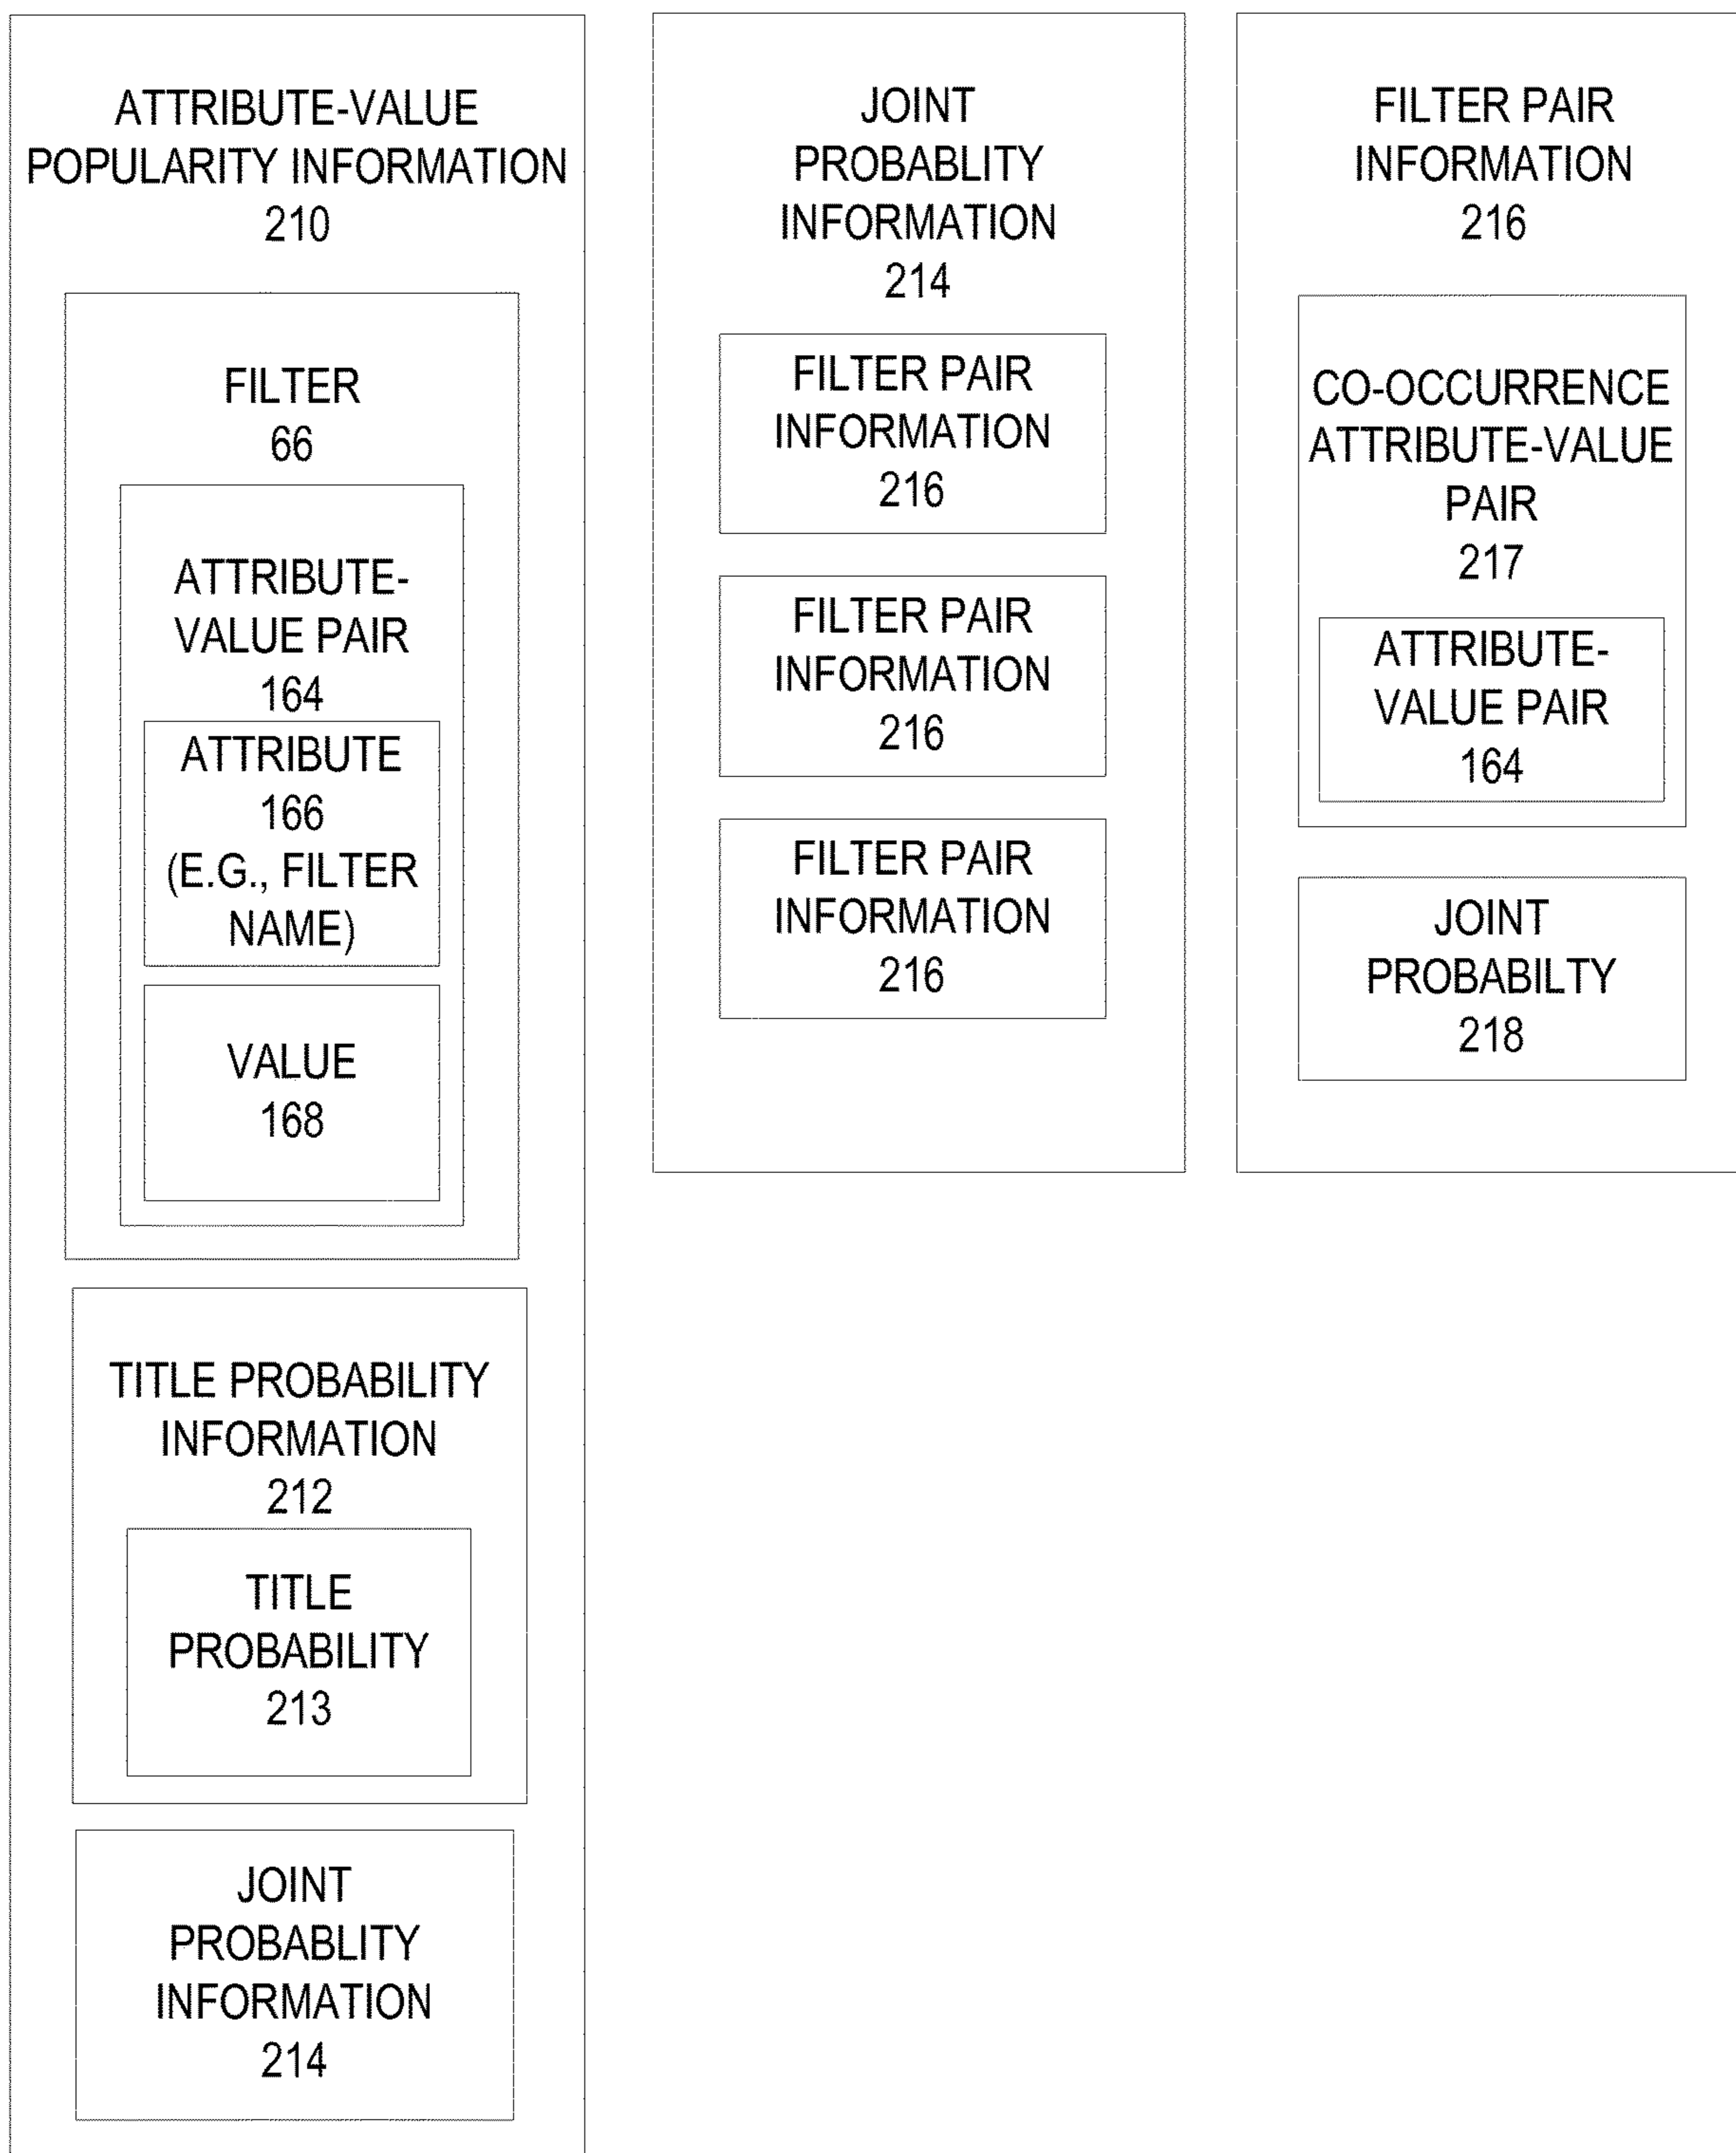 ATTRIBUTE-VALUE
POPULARITY INFORMATION
210
FILTER
66
ATTRIBUTE-
VALUE PAIR
164
ATTRIBUTE
166
(E.G., FILTER
NAME)
VALUE
168
TITLE PROBABILITY
INFORMATION
212
TITLE
PROBABILITY
213
JOINT
PROBABLITY
INFORMATION
214
JOINT
PROBABLITY
INFORMATION
214
FILTER PAIR
INFORMATION
216
FILTER PAIR
INFORMATION
216
FILTER PAIR
INFORMATION
216
FILTER PAIR
INFORMATION
216
CO-OCCURRENCE
ATTRIBUTE-VALUE
PAIR
217
ATTRIBUTE-
VALUE PAIR
164
JOINT
PROBABILTY
218